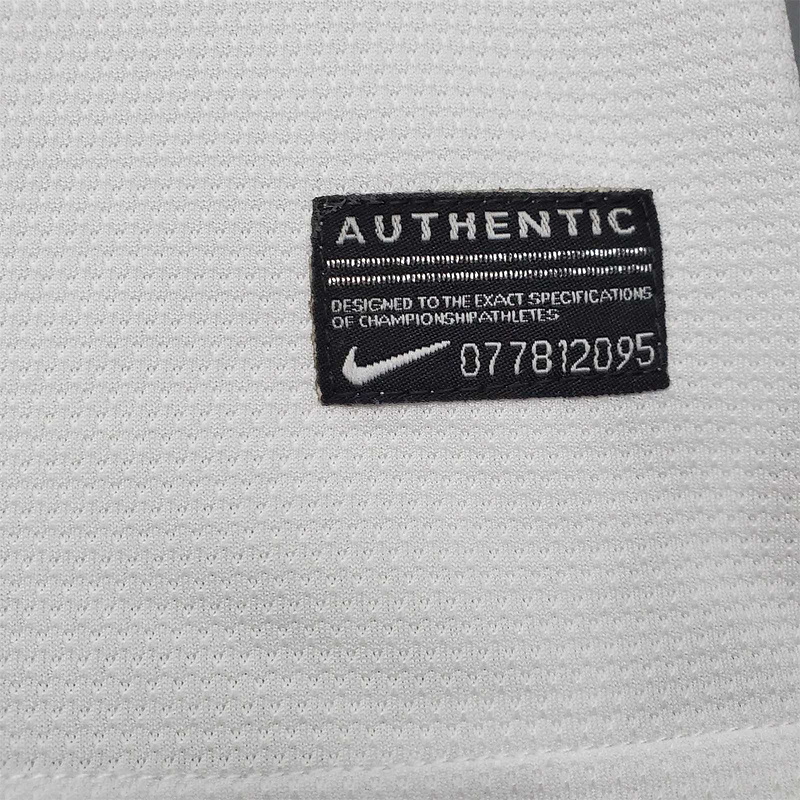 AUTHENTIC
DESIGNED TO THE EXACT SPECIFICATIONS
OF CHAMPIONSHIPATHLETES
077812095